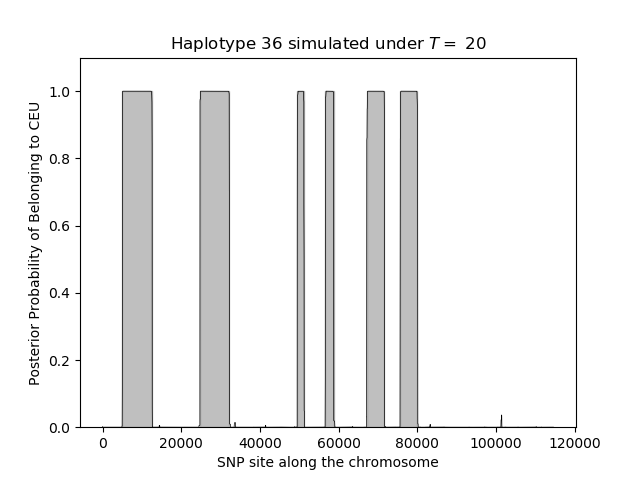 Haplotype 36 simulated under T = 20
Posterior Probability of Belonging to CEU
1.0
0.8
0.6
0.4
0.2
0.0
0 20000 40000 60000 80000 100000 120000
SNP site along the chromosome